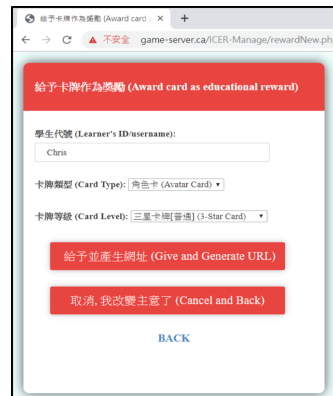 給予卡牌作為獎勵 (Award card a
不安全 game-server.ca/ICER-Manage/rewardNew.ph
給予卡牌作為獎勵 (Award card as educational reward)
學生代號 (Learner's ID/username):
Chris
卡牌類型 (Card Type): 角色卡 (Avatar Card)
卡牌等級 (Card Level): 三星卡牌[普通] (3-Star Card)
給予並產生網址 (Give and Generate URL)
取消, 我改變主意了 (Cancel and Back)
BACK